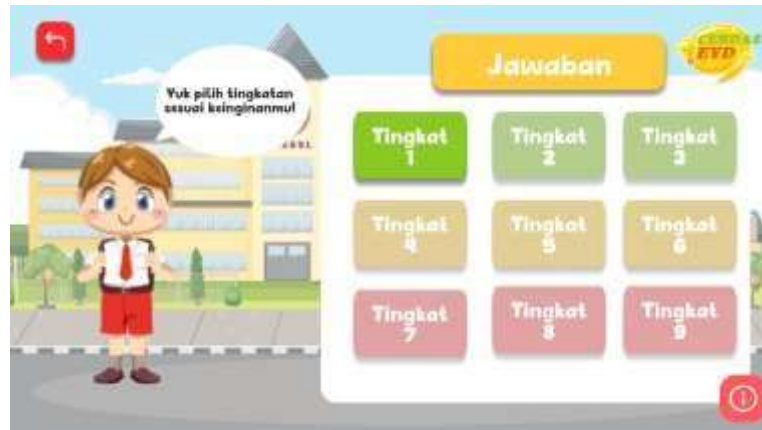 Yuk pilih tingkatan
sesuai keinginanmu!
Jawaban
EYD
Tingkat
1
Tingkat
2
Tingkat
3
Tingkat
4
Tingkat
5
Tingkat
6
Tingkat
7
Tingkat
8
Tingkat
9